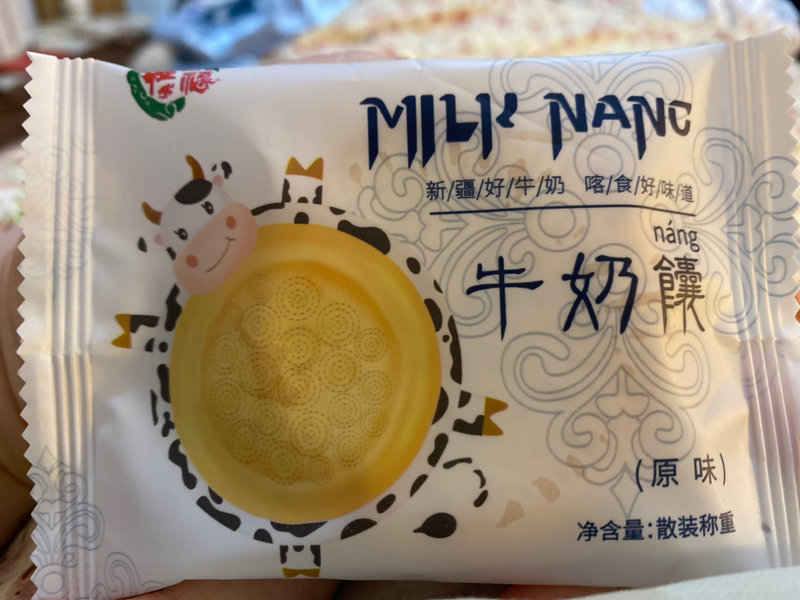 MILK NANG
新/疆/好/牛/奶 喀/食/好/味/道
náng
牛奶馕
(原味)
净含量:散装称重